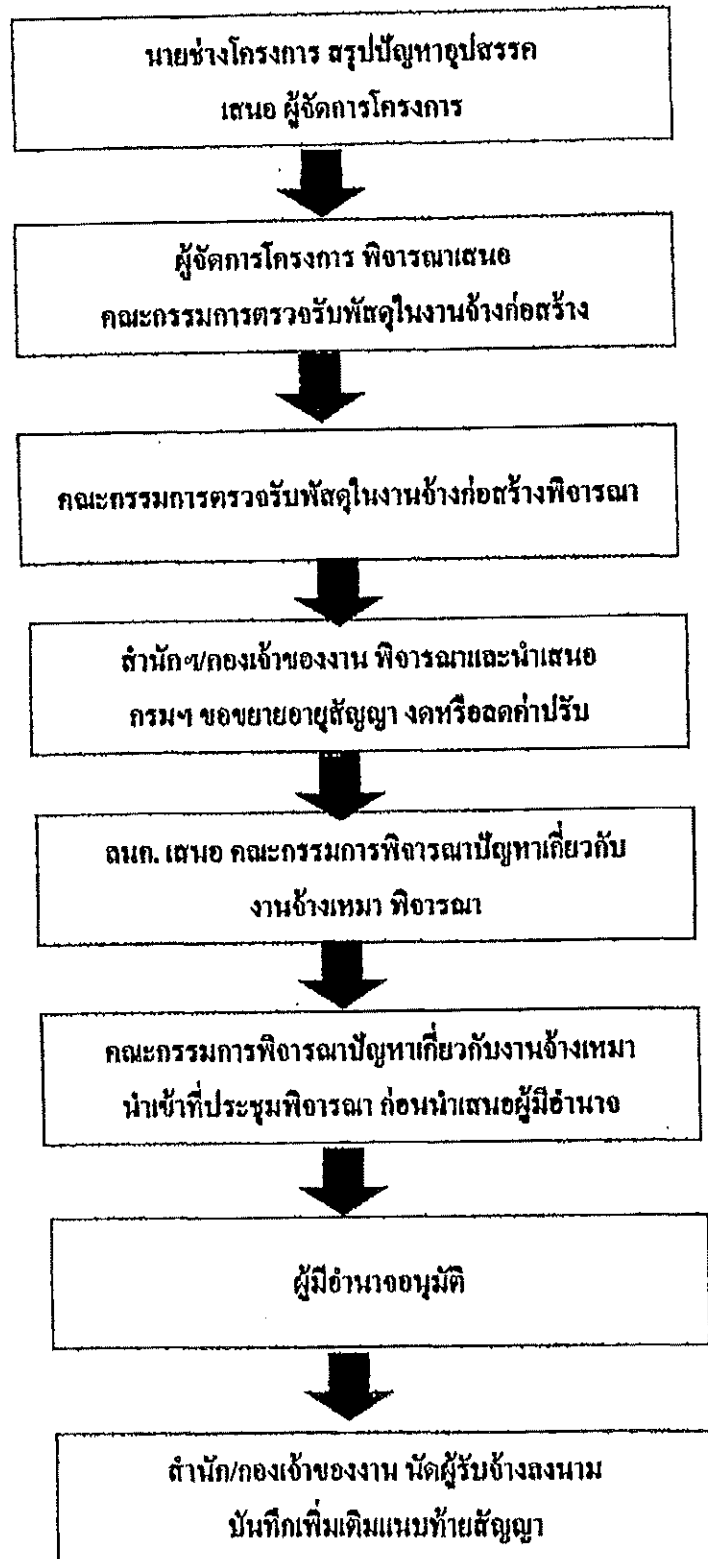 นายช่างโครงการ สรุปปัญหาอุปสรรค
เสนอ ผู้จัดการโครงการ
ผู้จัดการโครงการ พิจารณาเสนอ
คณะกรรมการตรวจรับพัสดุในงานจ้างก่อสร้าง
คณะกรรมการตรวจรับพัสดุในงานจ้างก่อสร้างพิจารณา
สำนักฯ/กองเจ้าของงาน พิจารณาและนำเสนอ
กรมฯ ขอขยายอายุสัญญา งดหรือลดค่าปรับ
ลนก. เสนอ คณะกรรมการพิจารณาปัญหาเกี่ยวกับ
งานจ้างเหมา พิจารณา
คณะกรรมการพิจารณาปัญหาเกี่ยวกับงานจ้างเหมา
นำเข้าที่ประชุมพิจารณา ก่อนนำเสนอผู้มีอำนาจ
ผู้มีอำนาจอนุมัติ
สำนัก/กองเจ้าของงาน นัดผู้รับจ้างลงนาม
บันทึกเพิ่มเติมแนบท้ายสัญญา